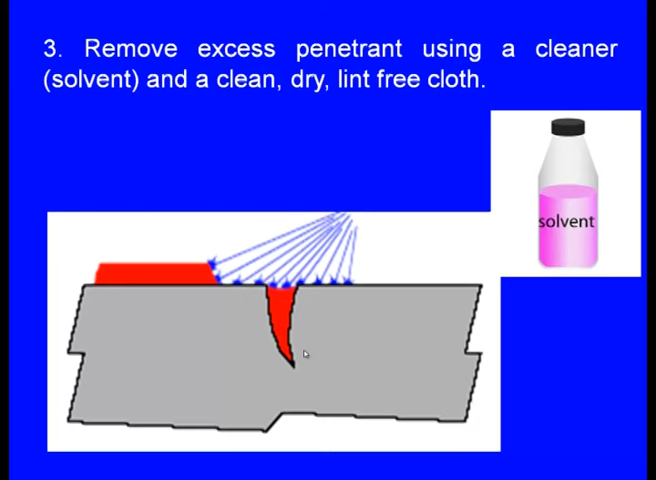 3. Remove excess penetrant using a cleaner
(solvent) and a clean, dry, lint free cloth.
solvent